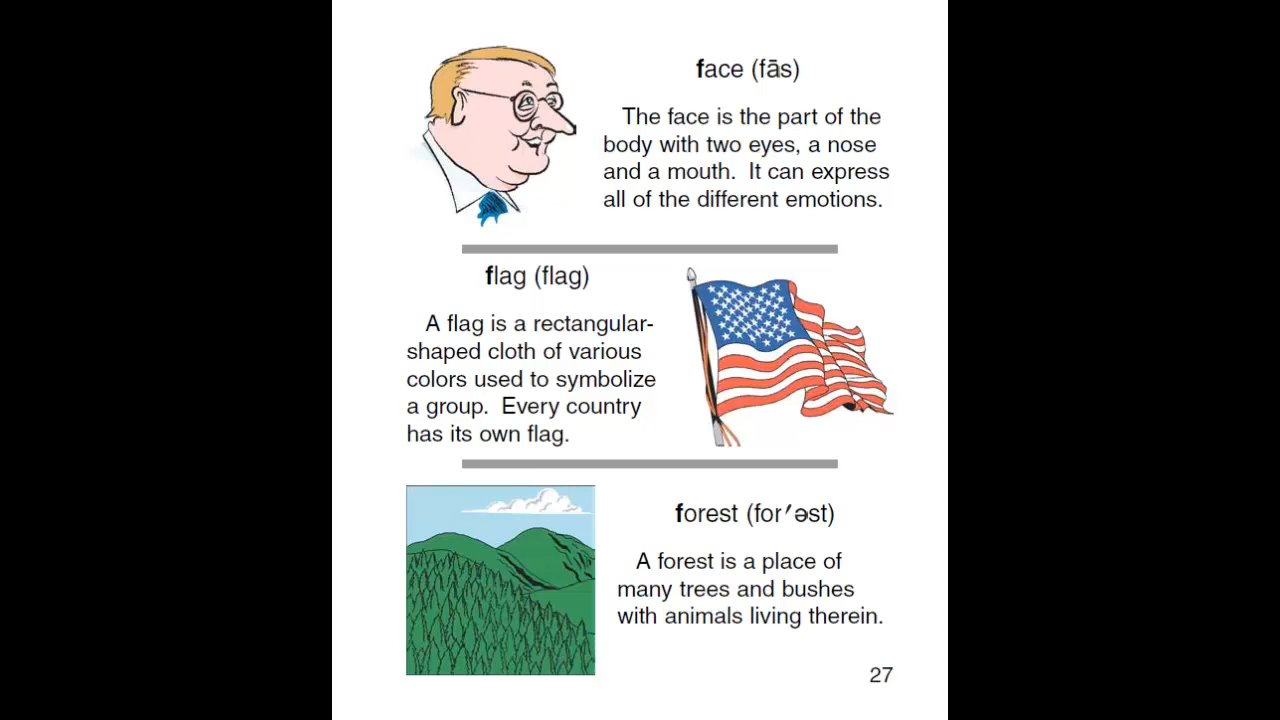 face (fās)
The face is the part of the
body with two eyes, a nose
and a mouth.  It can express
all of the different emotions.
flag (flag)
A flag is a rectangular-
shaped cloth of various
colors used to symbolize
a group.  Every country
has its own flag.
forest (forʹəst)
A forest is a place of
many trees and bushes
with animals living therein.
27